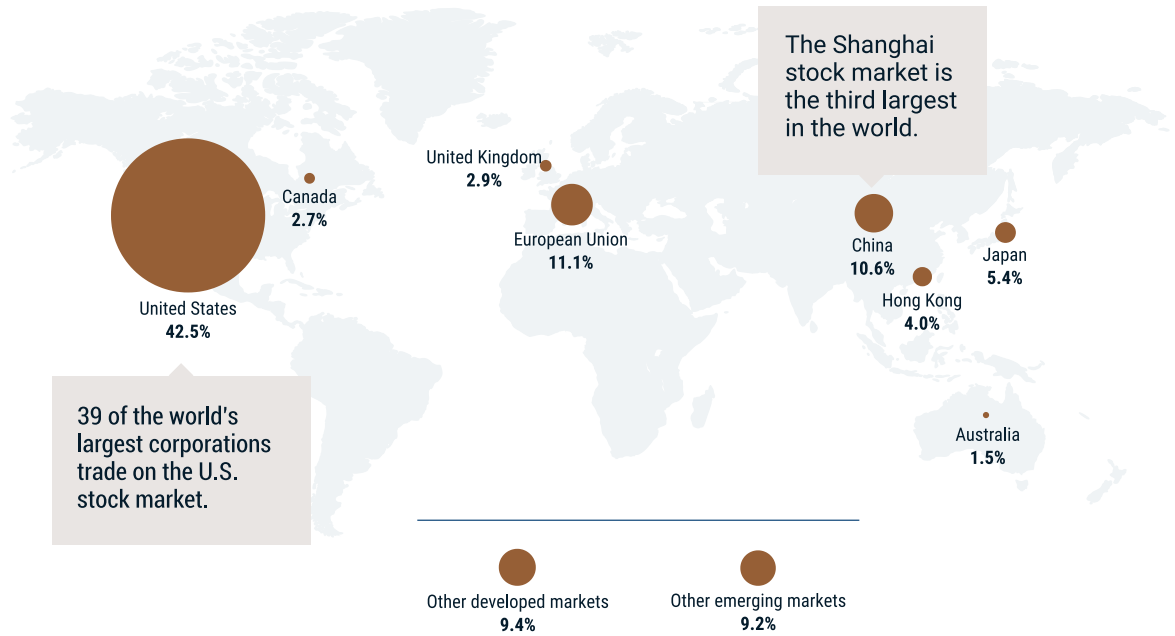 The Shanghai
stock market is
the third largest
in the world.
United Kingdom
2.9%
Canada
2.7%
European Union
11.1%
China
10.6%
Japan
5.4%
Hong Kong
4.0%
United States
42.5%
39 of the world's
largest corporations
trade on the U.S.
stock market.
Australia
1.5%
Other developed markets
9.4%
Other emerging markets
9.2%